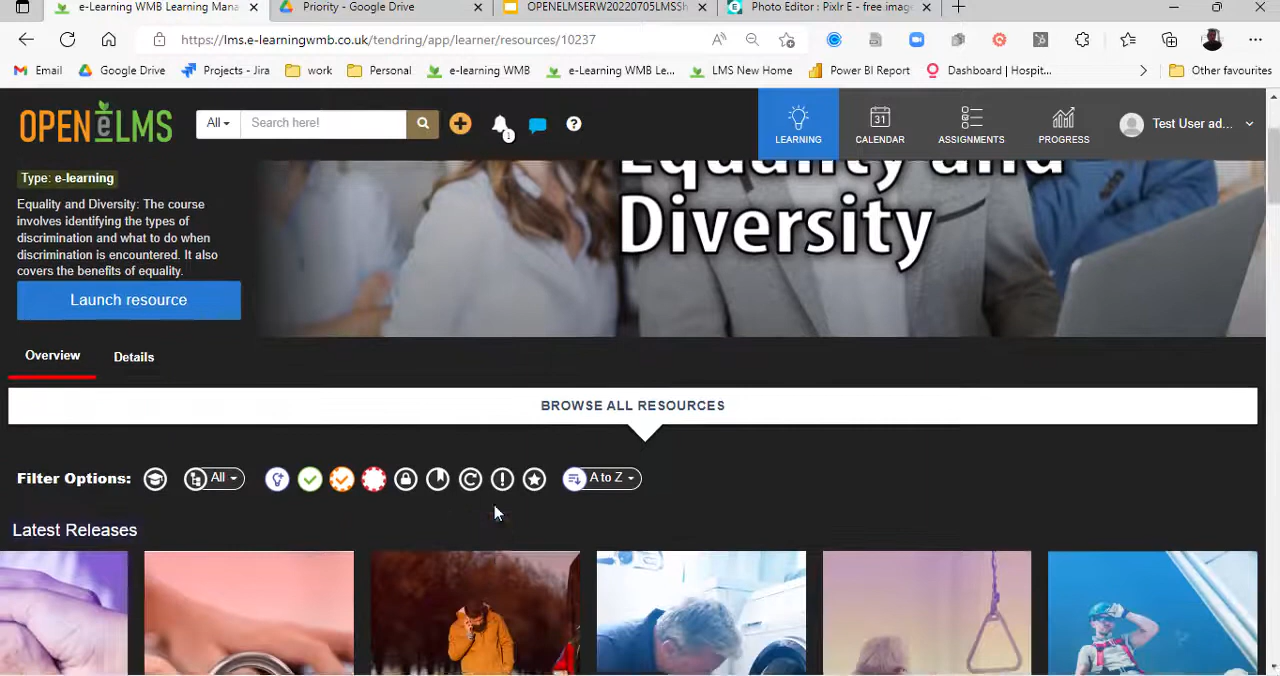 e-Learning WMB Learning Mana
Priority - Google Drive
OPENELMSERW20220705LMSSh
Photo Editor : Pixlr E - free imag
https://lms.e-learningwmb.co.uk/tendring/app/learner/resources/10237
Email
Google Drive
Projects - Jira
work
Personal
e-learning WMB
e-Learning WMB Le...
LMS New Home
Power BI Report
Dashboard | Hospit...
Other favourites
OPENeLMS
All
Search here!
1
?
31
LEARNING
CALENDAR
ASSIGNMENTS
PROGRESS
Test User ad...
Type: e-learning
Equality and Diversity: The course
involves identifying the types of
discrimination and what to do when
discrimination is encountered. It also
covers the benefits of equality.
Launch resource
Equality and
Diversity
Overview
Details
BROWSE ALL RESOURCES
Filter Options:
All
A to Z
Latest Releases